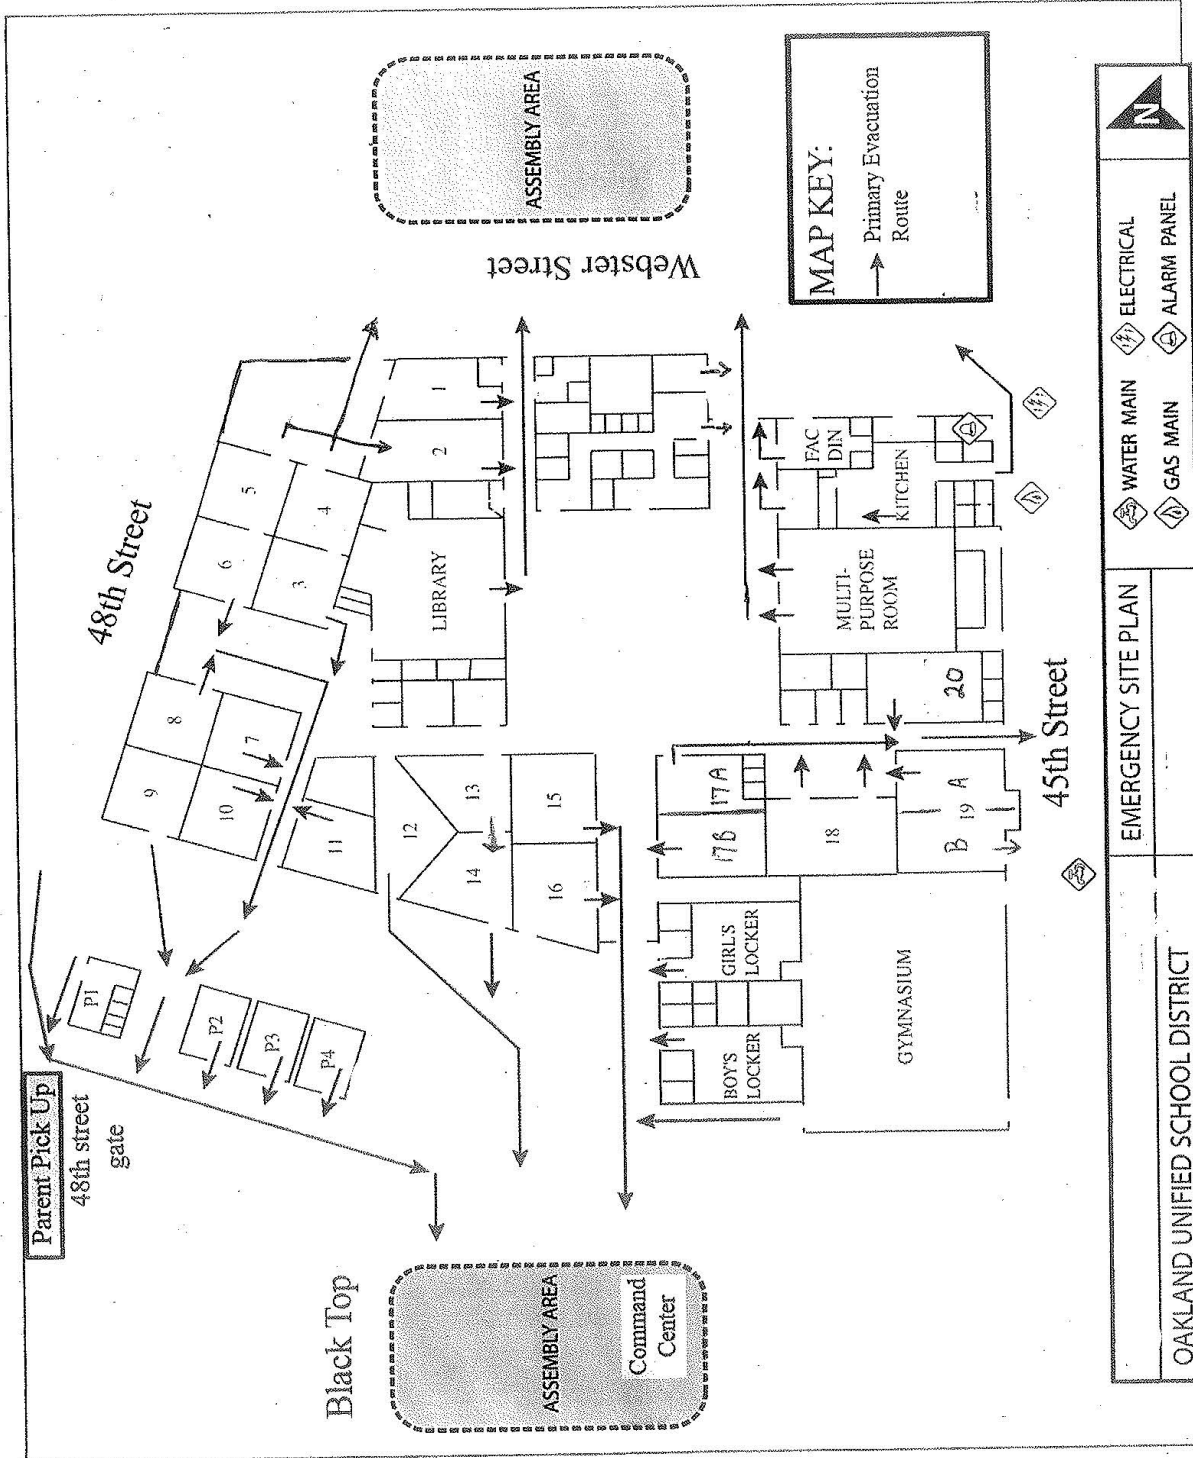 Parent Pick Up
48th street
gate
48th Street
P1
P2
P3
P4
9
8
10
7
6
5
3
4
11
12
13
14
15
16
LIBRARY
2
1
Webster Street
ASSEMBLY AREA
Black Top
ASSEMBLY AREA
Command
Center
BOY'S
LOCKER
GIRL'S
LOCKER
GYMNASIUM
17B
17A
18
B
19
A
20
MULTI-
PURPOSE
ROOM
KITCHEN
FAC
DIN
45th Street
MAP KEY:
Primary Evacuation
Route
OAKLAND UNIFIED SCHOOL DISTRICT
EMERGENCY SITE PLAN
WATER MAIN
ELECTRICAL
GAS MAIN
ALARM PANEL
N